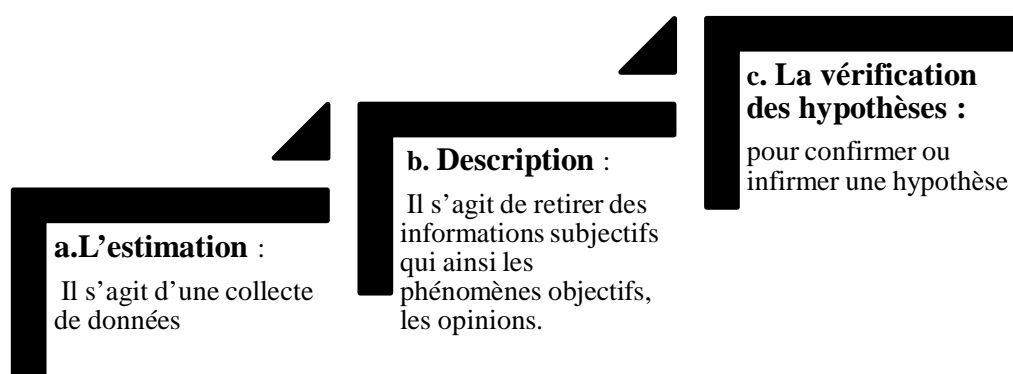 a.L’estimation :
Il s’agit d’une collecte
de données
b. Description :
Il s’agit de retirer des
informations subjectifs
qui ainsi les
phénomènes objectifs,
les opinions.
c. La vérification
des hypothèses :
pour confirmer ou
infirmer une hypothèse